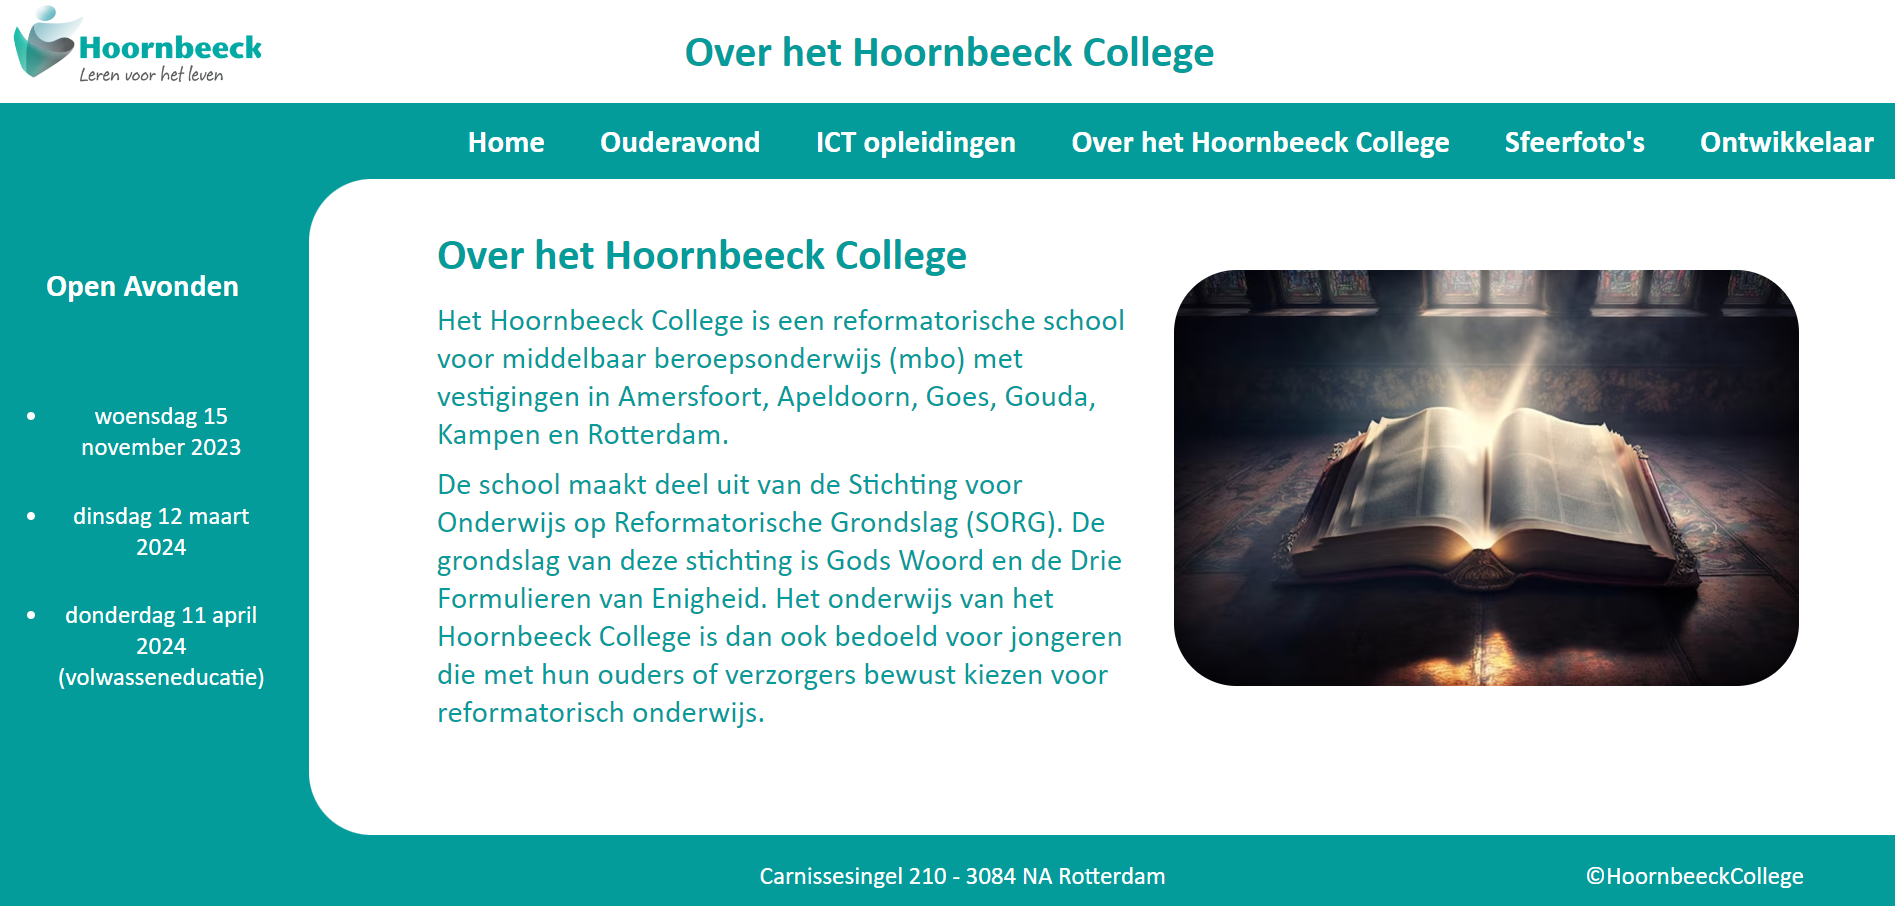 Hoornbeeck
Leren voor het leven
Over het Hoornbeeck College
Home Ouderavond ICT opleidingen Over het Hoornbeeck College Sfeerfoto's Ontwikkelaar
Open Avonden
• woensdag 15
november 2023
• dinsdag 12 maart
2024
• donderdag 11 april
2024
(volwasseneducatie)
Over het Hoornbeeck College
Het Hoornbeeck College is een reformatorische school
voor middelbaar beroepsonderwijs (mbo) met
vestigingen in Amersfoort, Apeldoorn, Goes, Gouda,
Kampen en Rotterdam.
De school maakt deel uit van de Stichting voor
Onderwijs op Reformatorische Grondslag (SORG). De
grondslag van deze stichting is Gods Woord en de Drie
Formulieren van Enigheid. Het onderwijs van het
Hoornbeeck College is dan ook bedoeld voor jongeren
die met hun ouders of verzorgers bewust kiezen voor
reformatorisch onderwijs.
Carnissesingel 210 - 3084 NA Rotterdam
©HoornbeeckCollege